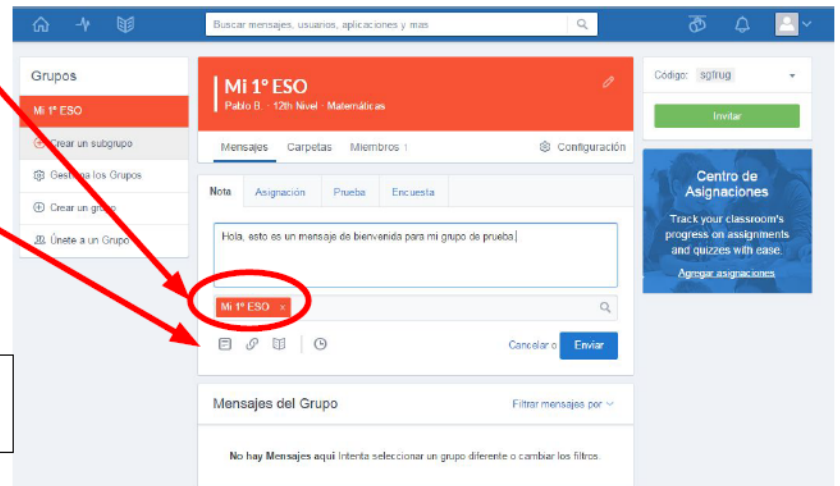 Buscar mensajes, usuarios, aplicaciones y mas
Grupos
Mi 1º ESO
Crear un subgrupo
Gestiona los Grupos
Crear un grupo
Únete a un Grupo
Mi 1º ESO
Pablo B. · 12th Nivel · Matemáticas
Mensajes Carpetas Miembros 1 Configuración
Nota Asignación Prueba Encuesta
Hola, esto es un mensaje de bienvenida para mi grupo de prueba
Mi 1º ESO ×
Cancelar o Enviar
Mensajes del Grupo Filtrar mensajes por
No hay Mensajes aquí Intenta seleccionar un grupo diferente o cambiar los filtros.
Código: sgfrug
Invitar
Centro de
Asignaciones
Track your classroom's
progress on assignments
and quizzes with ease.
Agregar asignaciones